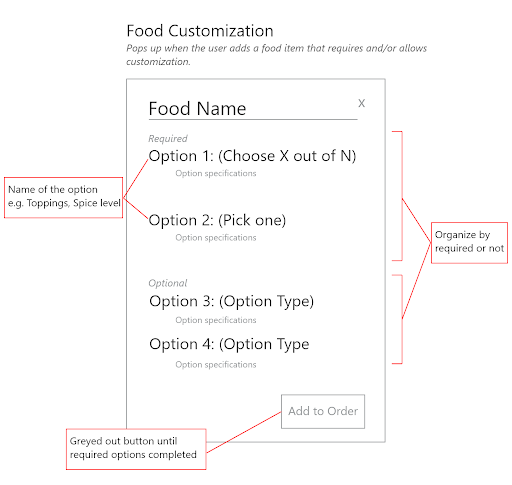 Food Customization
Pops up when the user adds a food item that requires and/or allows
customization.
Food Name
X
Required
Option 1: (Choose X out of N)
Option specifications
Name of the option
e.g. Toppings, Spice level
Option 2: (Pick one)
Option specifications
Organize by
required or not
Optional
Option 3: (Option Type)
Option specifications
Option 4: (Option Type
Option specifications
Add to Order
Greyed out button until
required options completed